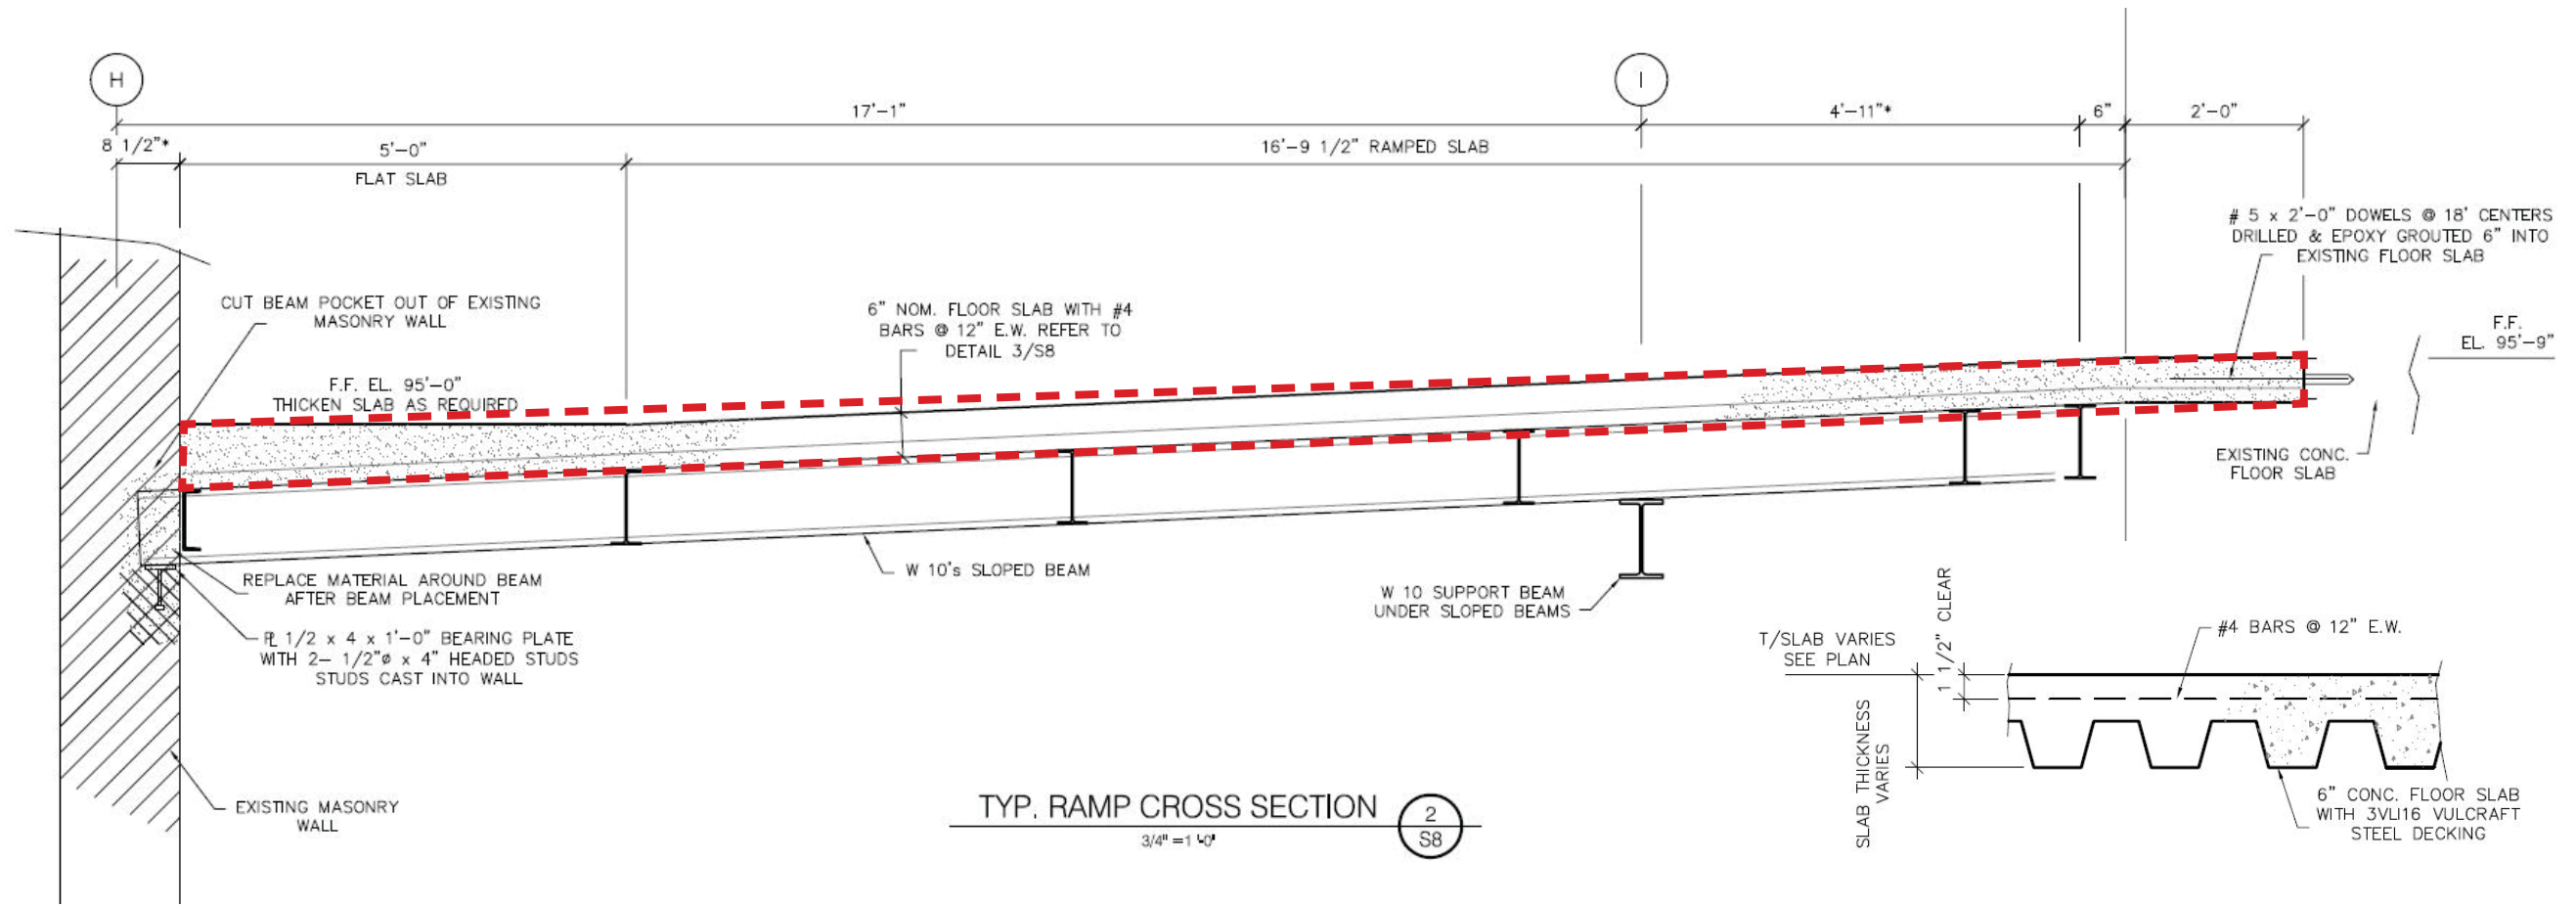 H
I
17'-1"
4'-11"*
6"
2'-0"
8 1/2"*
5'-0"
16'-9 1/2" RAMPED SLAB
FLAT SLAB
# 5 x 2'-0" DOWELS @ 18' CENTERS
DRILLED & EPOXY GROUTED 6" INTO
EXISTING FLOOR SLAB
CUT BEAM POCKET OUT OF EXISTING
MASONRY WALL
6" NOM. FLOOR SLAB WITH #4
BARS @ 12" E.W. REFER TO
DETAIL 3/S8
F.F.
EL. 95'-9"
F.F. EL. 95'-0"
THICKEN SLAB AS REQUIRED
EXISTING CONC.
FLOOR SLAB
W 10's SLOPED BEAM
REPLACE MATERIAL AROUND BEAM
AFTER BEAM PLACEMENT
W 10 SUPPORT BEAM
UNDER SLOPED BEAMS
℄ 1/2 x 4 x 1'-0" BEARING PLATE
WITH 2– 1/2"ø x 4" HEADED STUDS
STUDS CAST INTO WALL
T/SLAB VARIES
SEE PLAN
1 1/2" CLEAR
#4 BARS @ 12" E.W.
SLAB THICKNESS
VARIES
6" CONC. FLOOR SLAB
WITH 3VLI16 VULCRAFT
STEEL DECKING
EXISTING MASONRY
WALL
TYP. RAMP CROSS SECTION
2
S8
3/4" =1'-0"